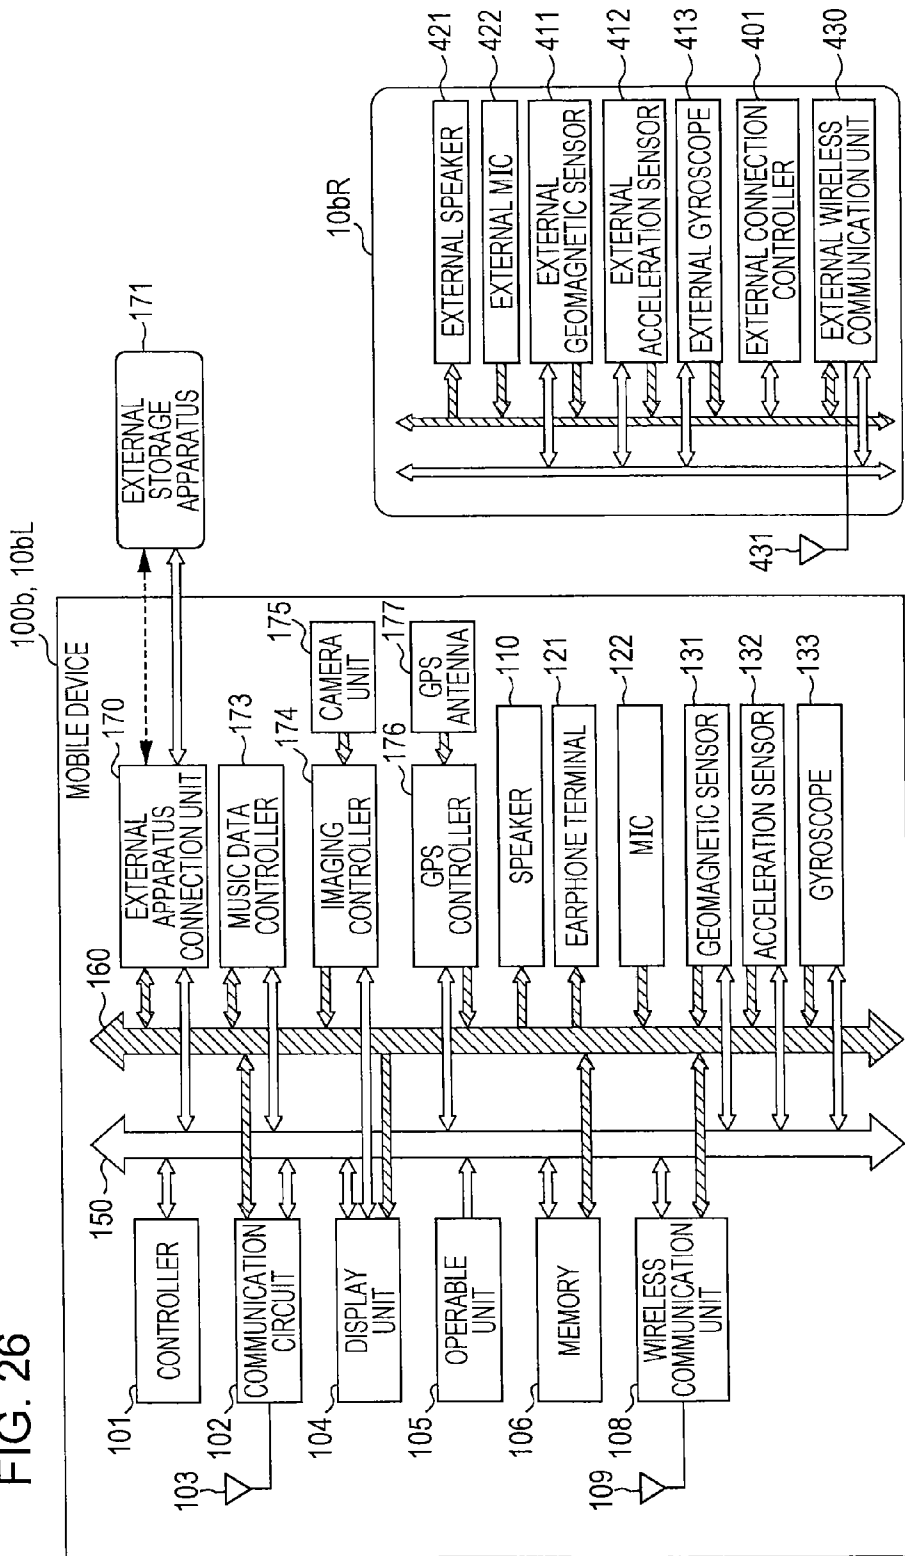 FIG. 26
100b, 10bL
MOBILE DEVICE
101
CONTROLLER
103
102
COMMUNICATION
CIRCUIT
104
DISPLAY
UNIT
105
OPERABLE
UNIT
106
MEMORY
109
108
WIRELESS
COMMUNICATION
UNIT
150
160
170
EXTERNAL
APPARATUS
CONNECTION UNIT
173
MUSIC DATA
CONTROLLER
174
IMAGING
CONTROLLER
175
CAMERA
UNIT
176
GPS
CONTROLLER
177
GPS
ANTENNA
SPEAKER
110
EARPHONE TERMINAL
121
MIC
122
GEOMAGNETIC SENSOR
131
ACCELERATION SENSOR
132
GYROSCOPE
133
171
EXTERNAL
STORAGE
APPARATUS
10bR
EXTERNAL SPEAKER
421
EXTERNAL MIC
422
EXTERNAL
GEOMAGNETIC SENSOR
411
EXTERNAL
ACCELERATION SENSOR
412
EXTERNAL GYROSCOPE
413
EXTERNAL CONNECTION
CONTROLLER
401
EXTERNAL WIRELESS
COMMUNICATION UNIT
430
431